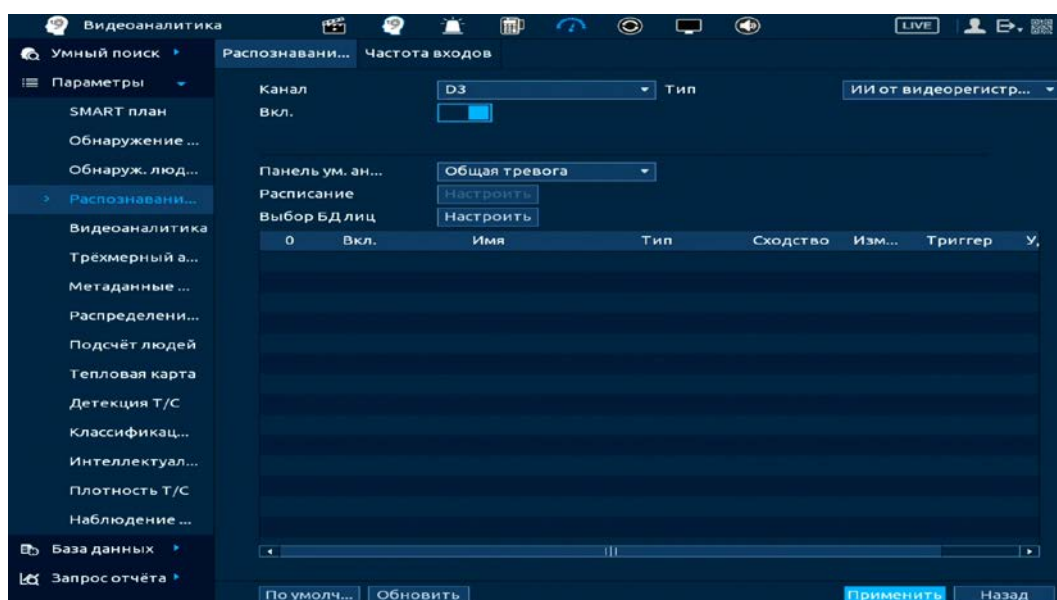 Видеоаналитика LIVE
Умный поиск Распознавани... Частота входов
Параметры
Канал D3 Тип ИИ от видеорегистр...
SMART план
Вкл.
Обнаружение ...
Обнаруж. люд...
Панель ум. ан... Общая тревога
Распознавани...
Расписание Настроить
Выбор БД лиц Настроить
Видеоаналитика
0 Вкл. Имя Тип Сходство Изм... Триггер У,
Трёхмерный а...
Метаданные ...
Распределени...
Подсчёт людей
Тепловая карта
Детекция Т/С
Классификац...
Интеллектуал...
Плотность Т/С
Наблюдение ...
База данных
Запрос отчёта
По умолч... Обновить Применить Назад